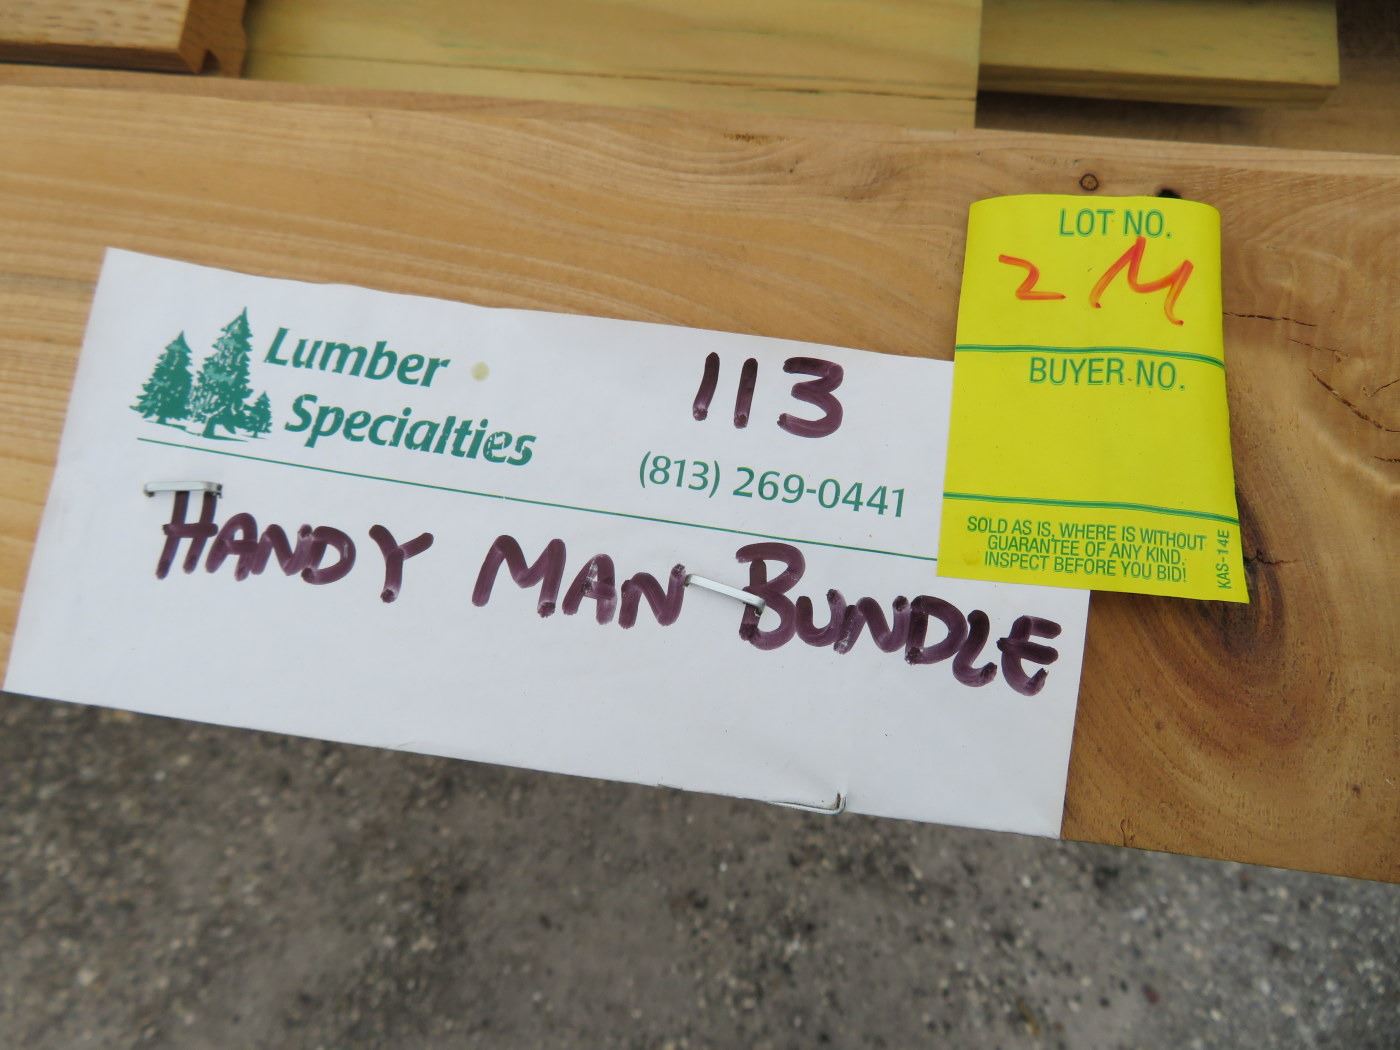 LOT NO.
2M
BUYER NO.
SOLD AS IS, WHERE IS WITHOUT
GUARANTEE OF ANY KIND.
INSPECT BEFORE YOU BID!
KAS-14E
Lumber
Specialties
113
(813) 269-0441
HANDY MAN BUNDLE